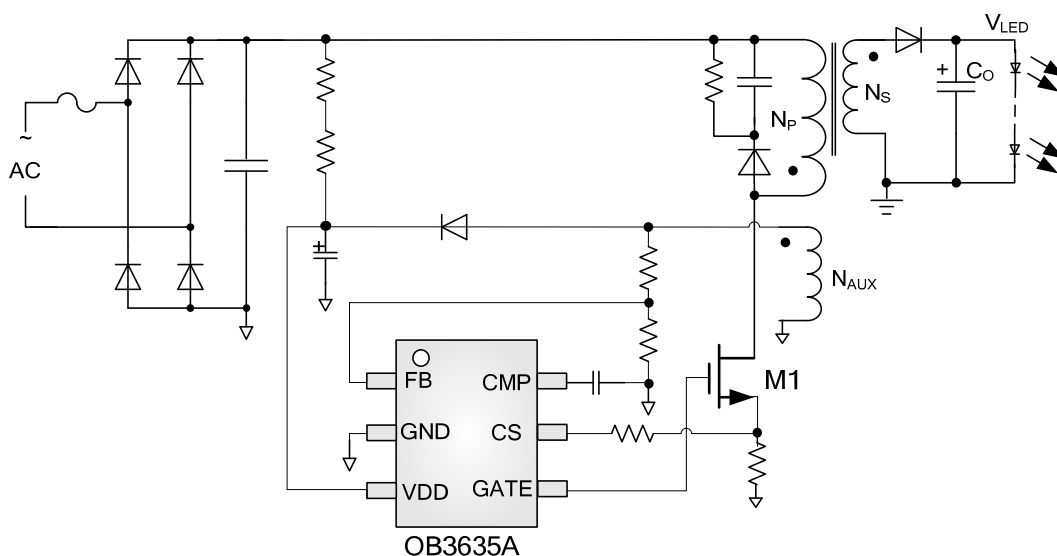 V_LED
+
C_O
N_S
N_P
~
AC
+
N_AUX
FB
CMP
M1
GND
CS
VDD
GATE
OB3635A